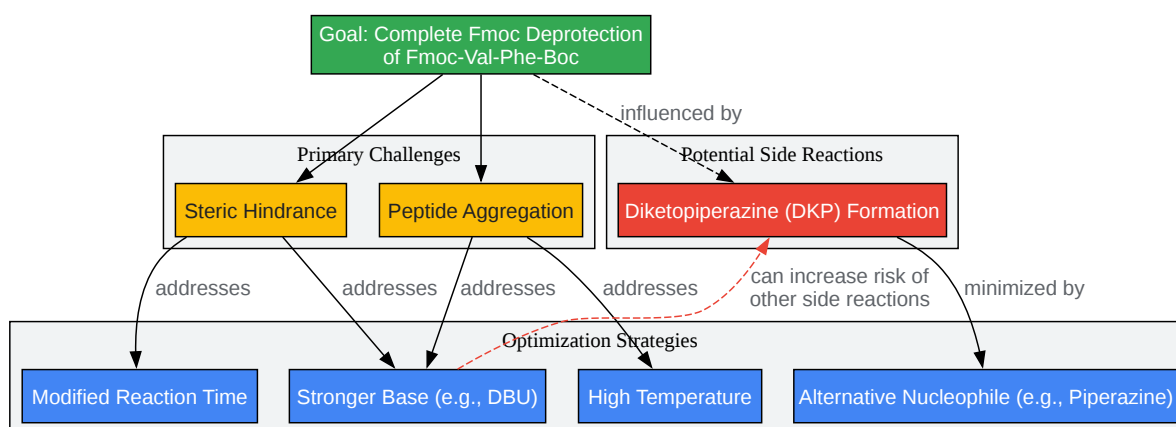 Goal: Complete Fmoc Deprotection
of Fmoc-Val-Phe-Boc
influenced by
Primary Challenges
Potential Side Reactions
Steric Hindrance
Peptide Aggregation
Diketopiperazine (DKP) Formation
addresses
addresses
addresses
addresses
can increase risk of
other side reactions
minimized by
Optimization Strategies
Modified Reaction Time
Stronger Base (e.g., DBU)
High Temperature
Alternative Nucleophile (e.g., Piperazine)